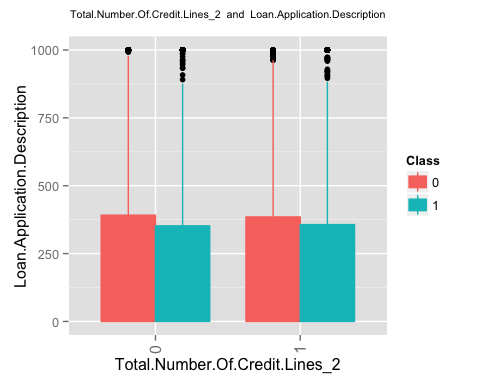 Total.Number.Of.Credit.Lines_2 and Loan.Application.Description
1000
750
500
250
0
Loan.Application.Description
0
1
Total.Number.Of.Credit.Lines_2
Class
0
1